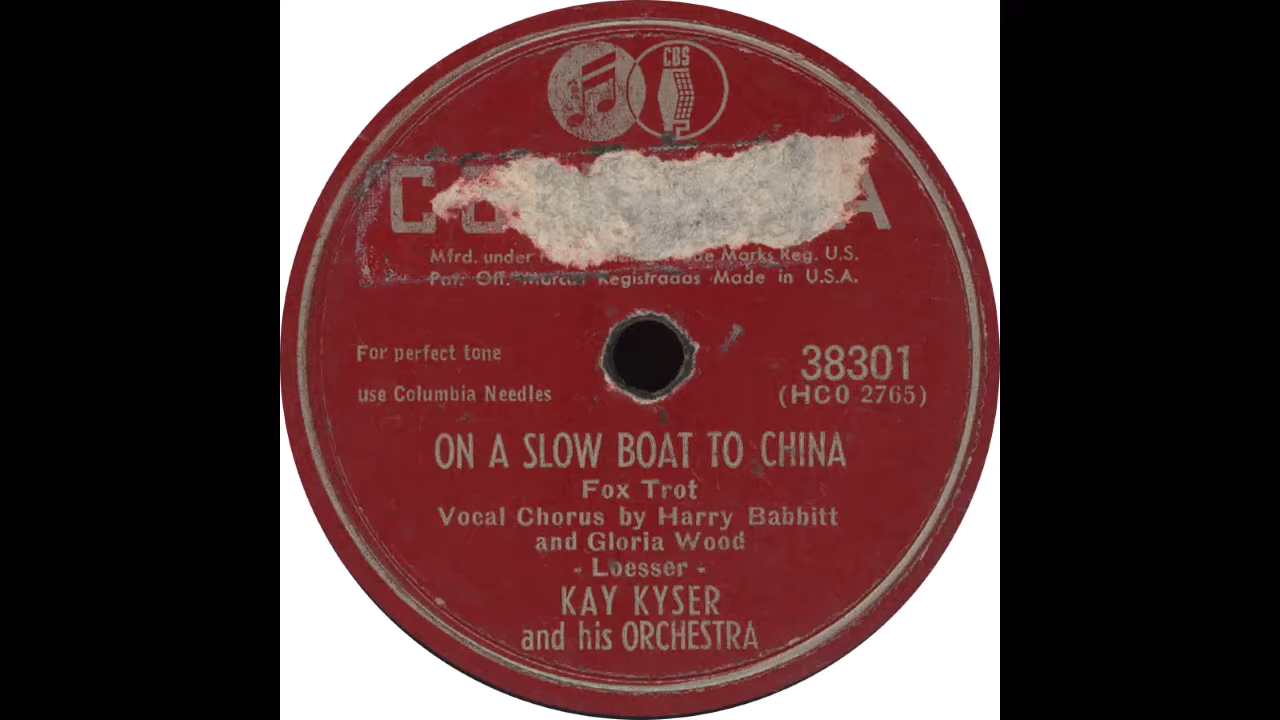 CBS
Mfrd. under Marks Reg. U.S.
Pat. Off. Marcas Registradas Made in U.S.A.
For perfect tone
38301
use Columbia Needles
(HCO 2765)
ON A SLOW BOAT TO CHINA
Fox Trot
Vocal Chorus by Harry Babbitt
and Gloria Wood
- Loesser -
KAY KYSER
and his ORCHESTRA